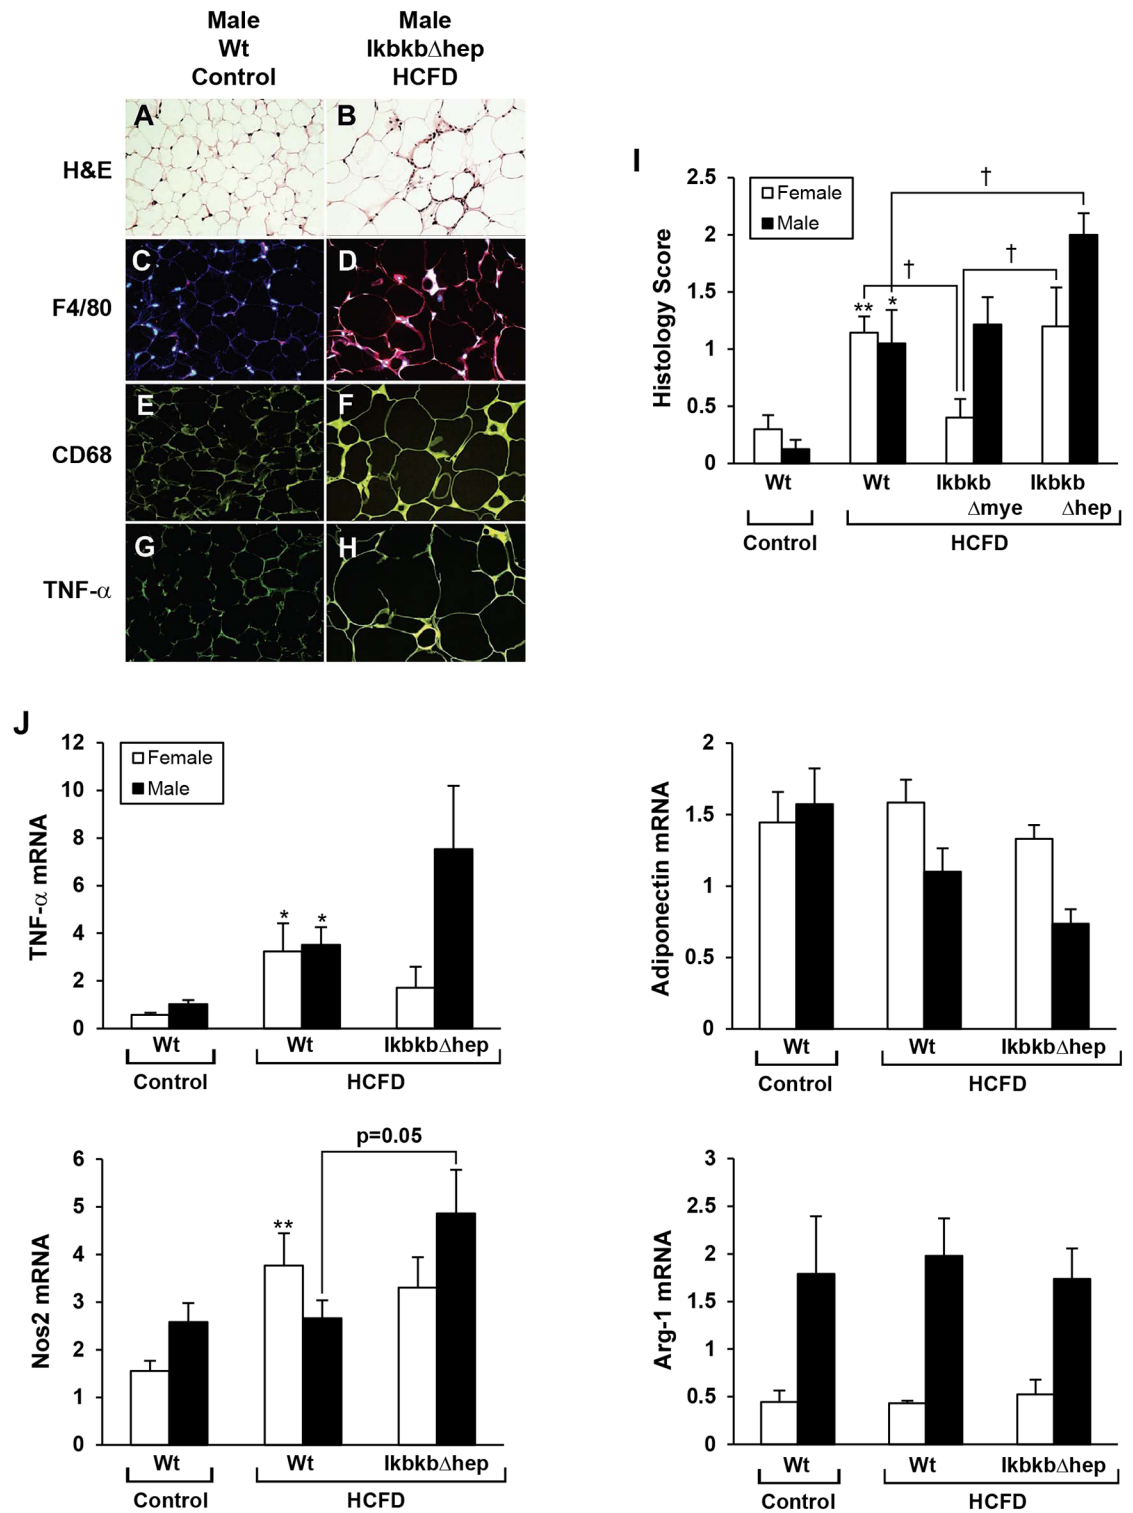 Male
Wt
Control
Male
IkbkbΔhep
HCFD
H&E
A
B
F4/80
C
D
CD68
E
F
TNF-α
G
H
I
Histology Score
2.5
2
1.5
1
0.5
0
Female
Male
†
†
†
**
*
Wt
Wt
Ikbkb
Δmye
Ikbkb
Δhep
Control
HCFD
J
TNF-α mRNA
12
10
8
6
4
2
0
Female
Male
*
*
Wt
Wt
IkbkbΔhep
Control
HCFD
Adiponectin mRNA
2
1.5
1
0.5
0
Wt
Wt
IkbkbΔhep
Control
HCFD
Nos2 mRNA
6
5
4
3
2
1
0
p=0.05
**
Wt
Wt
IkbkbΔhep
Control
HCFD
Arg-1 mRNA
3
2.5
2
1.5
1
0.5
0
Wt
Wt
IkbkbΔhep
Control
HCFD